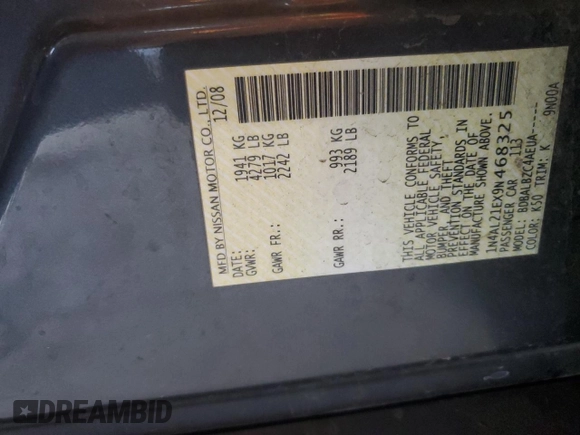 MFD BY NISSAN MOTOR CO., LTD.
DATE: 12/08
GVWR: 1941 KG
4279 LB
GAWR FR.: 1017 KG
2242 LB
GAWR RR.: 993 KG
2189 LB
THIS VEHICLE CONFORMS TO
ALL APPLICABLE FEDERAL
MOTOR VEHICLE SAFETY,
BUMPER, AND THEFT
PREVENTION STANDARDS IN
EFFECT ON THE DATE OF
MANUFACTURE SHOWN ABOVE.
1N4AL21EX9N468325
PASSENGER CAR 113
MODEL: BDBALBZC4AEUA-----
COLOR: K50 TRIM: K 9N00A
DREAMBID